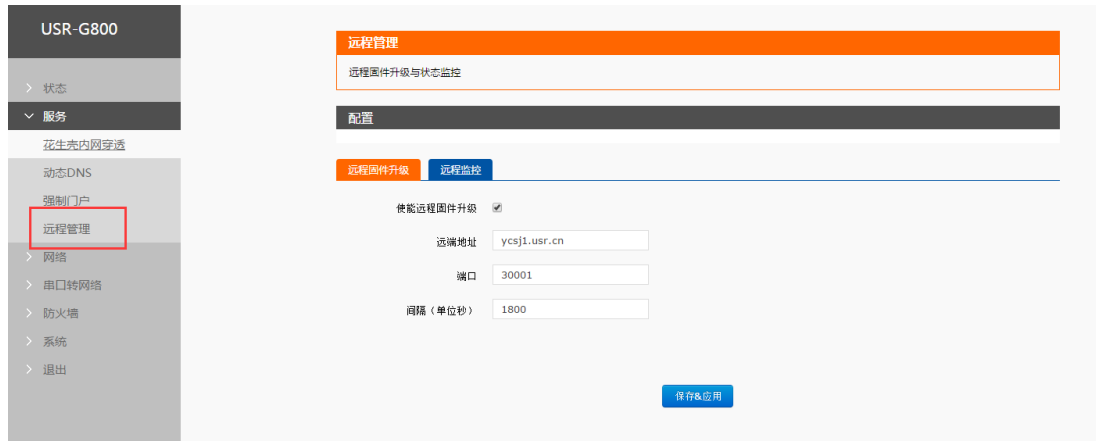 USR-G800
状态
服务
花生壳内网穿透
动态DNS
强制门户
远程管理
网络
串口转网络
防火墙
系统
退出
远程管理
远程固件升级与状态监控
配置
远程固件升级 远程监控
使能远程固件升级
远端地址 ycsj1.usr.cn
端口 30001
间隔（单位秒） 1800
保存&应用